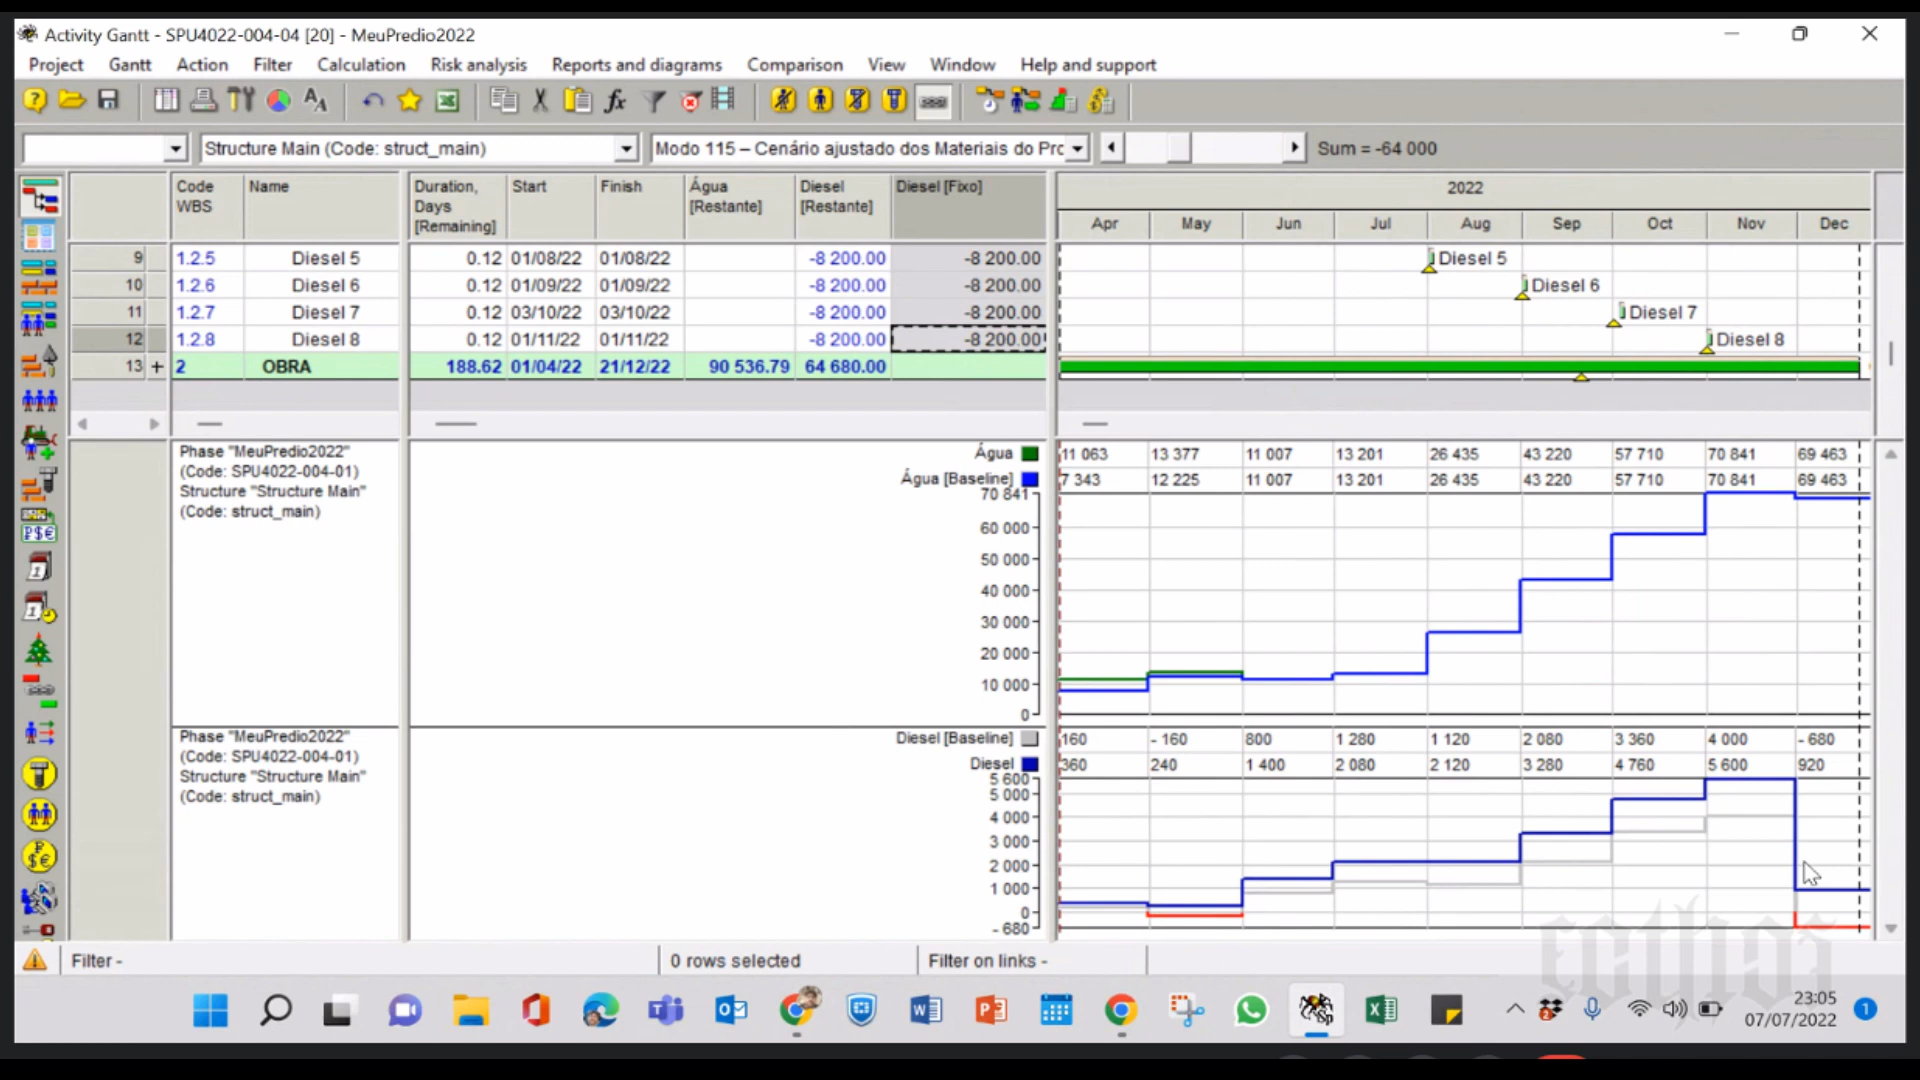 Activity Gantt - SPU4022-004-04 [20] - MeuPredio2022
Project Gantt Action Filter Calculation Risk analysis Reports and diagrams Comparison View Window Help and support
Structure Main (Code: struct_main) Modo 115 – Cenário ajustado dos Materiais do Prc Sum = -64 000
Code WBS Name Duration, Days [Remaining] Start Finish Água [Restante] Diesel [Restante] Diesel [Fixo] 2022
Apr May Jun Jul Aug Sep Oct Nov Dec
9 1.2.5 Diesel 5 0.12 01/08/22 01/08/22 -8 200.00 -8 200.00 Diesel 5
10 1.2.6 Diesel 6 0.12 01/09/22 01/09/22 -8 200.00 -8 200.00 Diesel 6
11 1.2.7 Diesel 7 0.12 03/10/22 03/10/22 -8 200.00 -8 200.00 Diesel 7
12 1.2.8 Diesel 8 0.12 01/11/22 01/11/22 -8 200.00 -8 200.00 Diesel 8
13 + 2 OBRA 188.62 01/04/22 21/12/22 90 536.79 64 680.00
Phase "MeuPredio2022"
(Code: SPU4022-004-01)
Structure "Structure Main"
(Code: struct_main)
Água 11 063 13 377 11 007 13 201 26 435 43 220 57 710 70 841 69 463
Água [Baseline] 7 343 12 225 11 007 13 201 26 435 43 220 57 710 70 841 69 463
70 841
60 000
50 000
40 000
30 000
20 000
10 000
0
Phase "MeuPredio2022"
(Code: SPU4022-004-01)
Structure "Structure Main"
(Code: struct_main)
Diesel [Baseline] 160 - 160 800 1 280 1 120 2 080 3 360 4 000 - 680
Diesel 360 240 1 400 2 080 2 120 3 280 4 760 5 600 920
5 600
5 000
4 000
3 000
2 000
1 000
0
- 680
Filter - 0 rows selected Filter on links -
23:05
07/07/2022
1